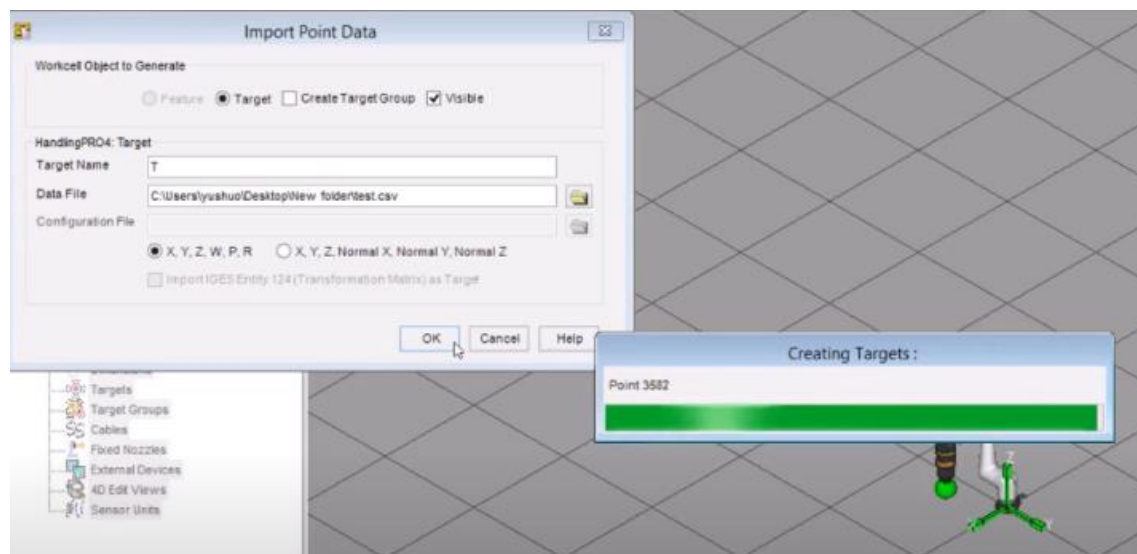 Import Point Data
Workcell Object to Generate
Feature Target Create Target Group Visible
HandlingPRO4: Target
Target Name T
Data File C:\Users\yushuo\Desktop\New folder\test.csv
Configuration File
X, Y, Z, W, P, R X, Y, Z, Normal X, Normal Y, Normal Z
Import IGES Entity 124 (Transformation Matrix) as Target
OK Cancel Help
Creating Targets :
Point 3582
Targets
Target Groups
Cables
Fixed Nozzles
External Devices
4D Edit Views
Sensor Units
Z